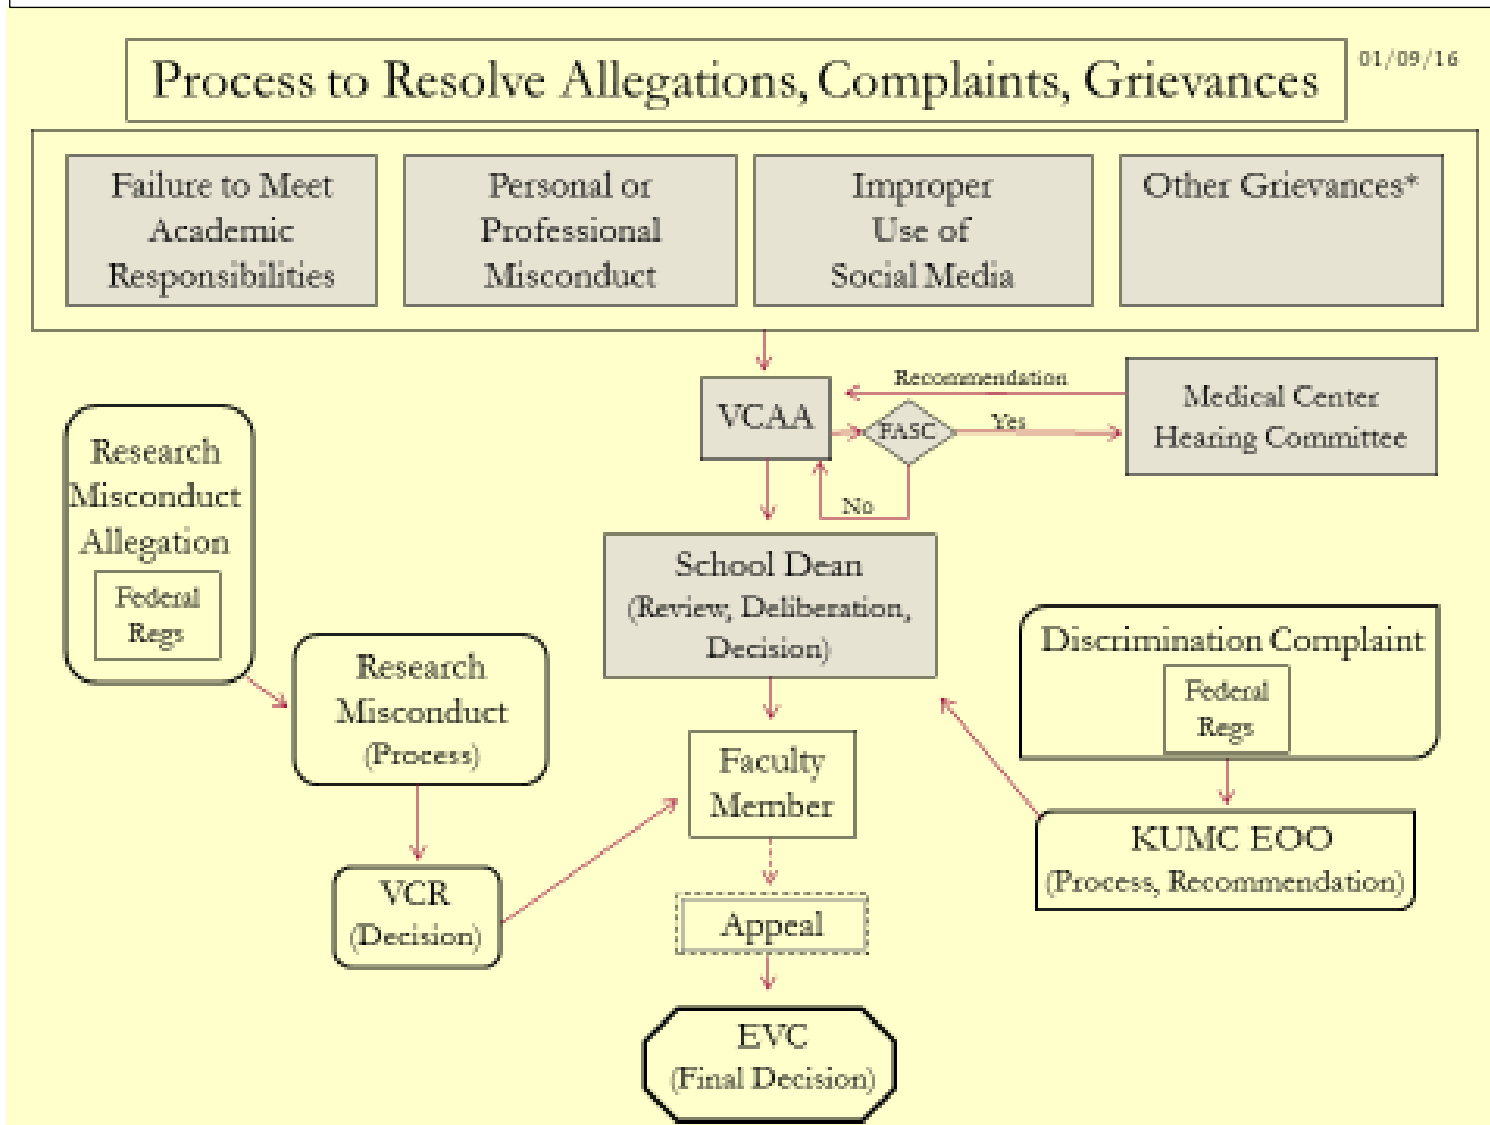 Process to Resolve Allegations, Complaints, Grievances
01/09/16
Failure to Meet
Academic
Responsibilities
Personal or
Professional
Misconduct
Improper
Use of
Social Media
Other Grievances*
VCAA
Recommendation
FASC
Yes
No
Medical Center
Hearing Committee
Research
Misconduct
Allegation
Federal
Regs
School Dean
(Review, Deliberation,
Decision)
Discrimination Complaint
Federal
Regs
Research
Misconduct
(Process)
Faculty
Member
KUMC EOO
(Process, Recommendation)
VCR
(Decision)
Appeal
EVC
(Final Decision)